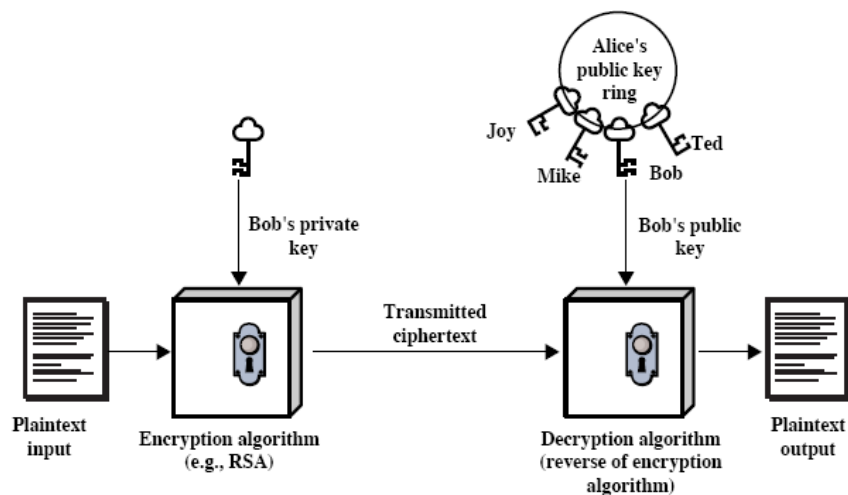 Alice's
public key
ring
Joy
Ted
Mike
Bob
Bob's private
key
Bob's public
key
Transmitted
ciphertext
Plaintext
input
Encryption algorithm
(e.g., RSA)
Decryption algorithm
(reverse of encryption
algorithm)
Plaintext
output